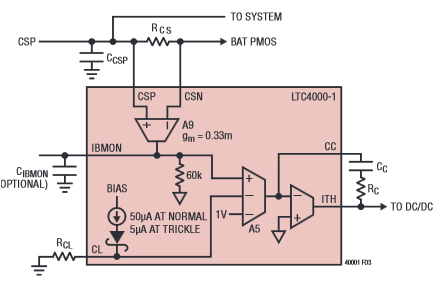 TO SYSTEM
RCS
CSP
BAT PMOS
CCSP
CSP
CSN
LTC4000-1
A9
gm = 0.33m
IBMON
CC
CIBMON
(OPTIONAL)
60k
CC
RC
BIAS
ITH
TO DC/DC
50µA AT NORMAL
5µA AT TRICKLE
1V
A5
RCL
CL
40001 F03